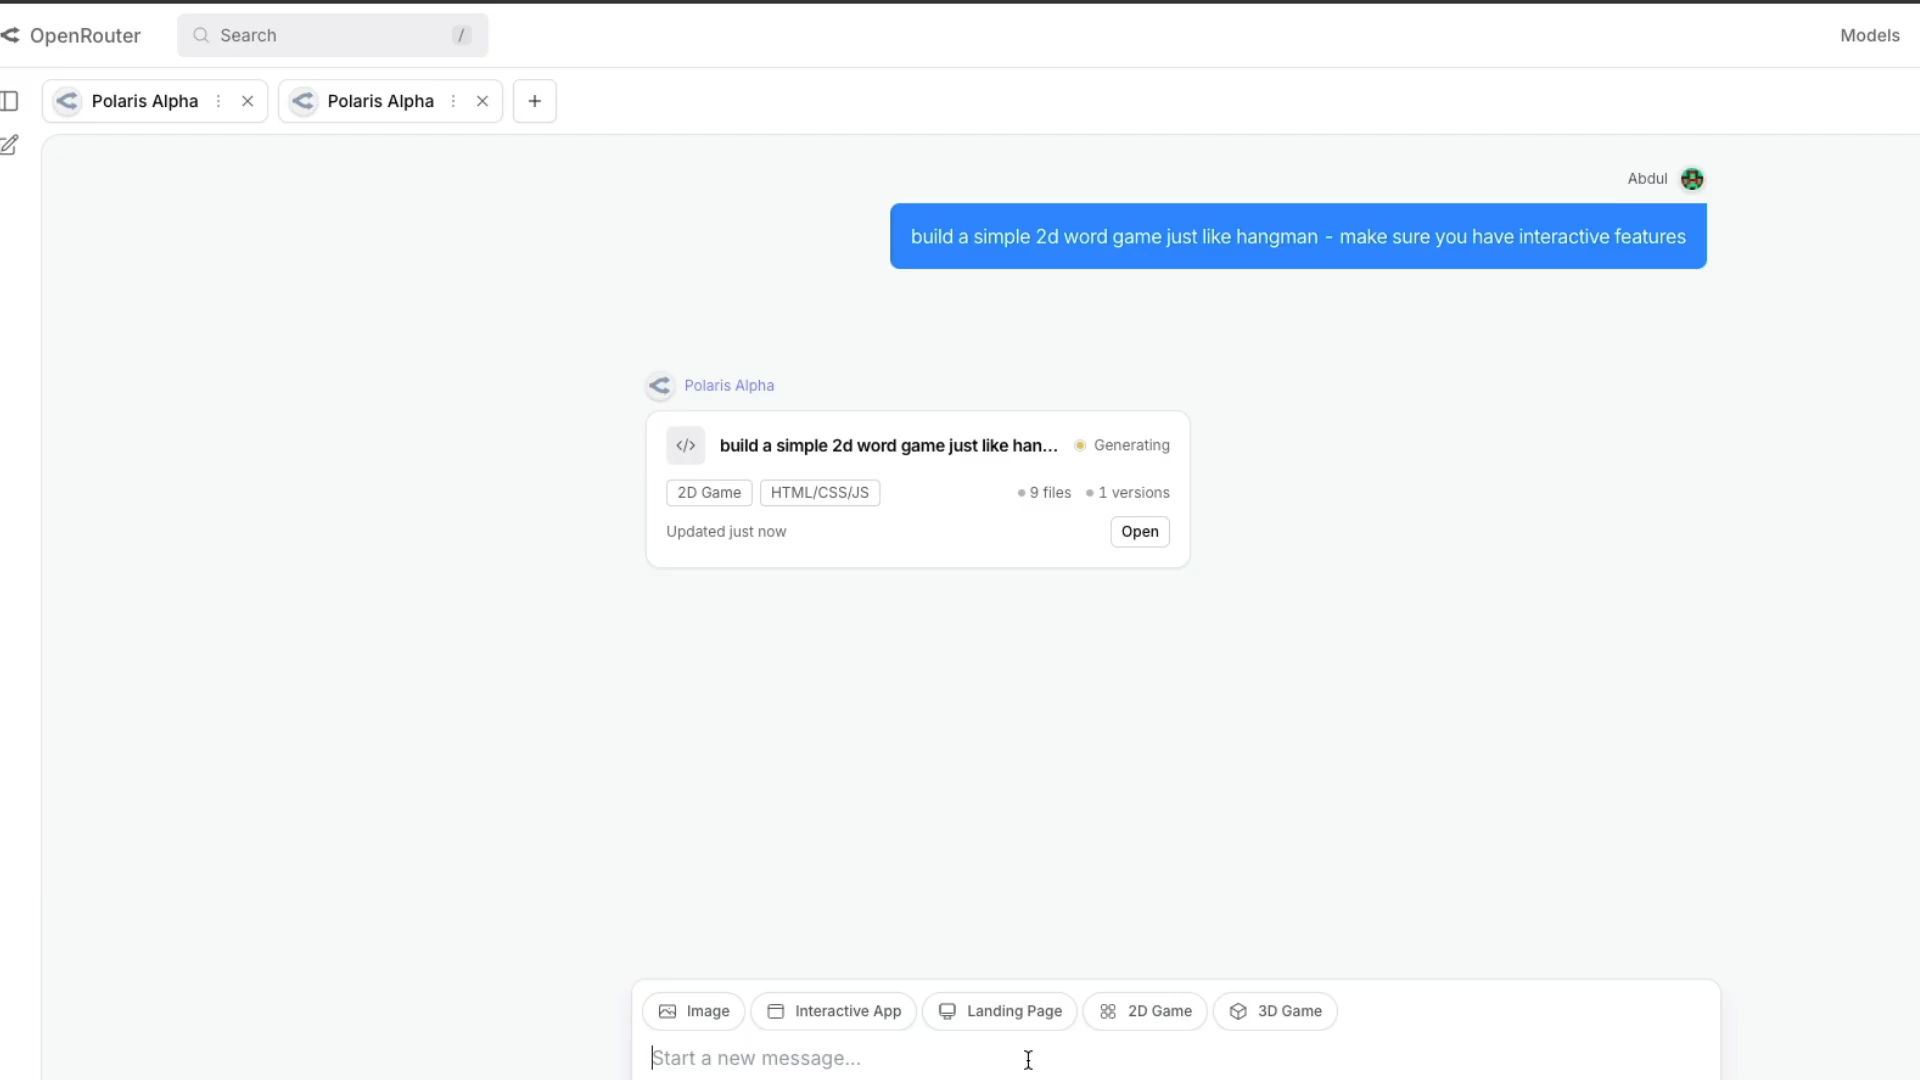 OpenRouter
Search
/
Models
Polaris Alpha
Polaris Alpha
Abdul
build a simple 2d word game just like hangman - make sure you have interactive features
Polaris Alpha
</> build a simple 2d word game just like han... Generating
2D Game HTML/CSS/JS 9 files 1 versions
Updated just now Open
Image Interactive App Landing Page 2D Game 3D Game
Start a new message...